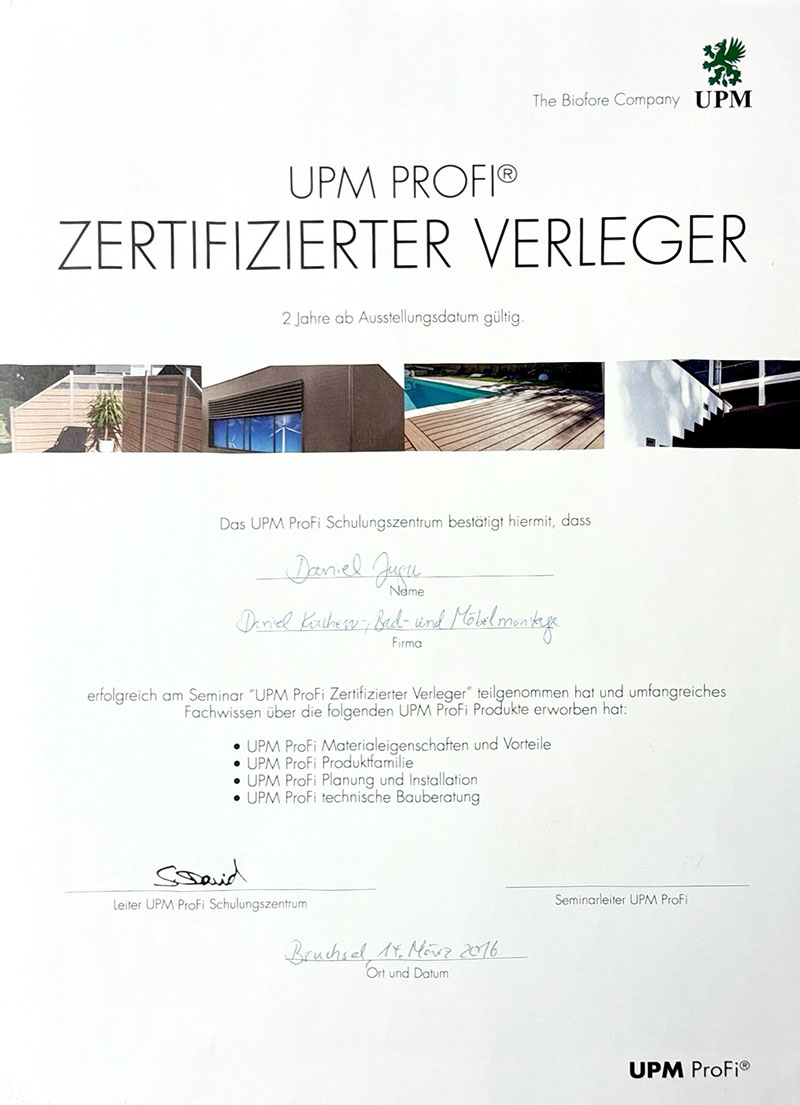 The Biofore Company
UPM
UPM PROFI®
ZERTIFIZIERTER VERLEGER
2 Jahre ab Ausstellungsdatum gültig.
Das UPM ProFi Schulungszentrum bestätigt hiermit, dass
Daniel
Name
Daniel Küchen-, Bad- und Möbelmontage
Firma
erfolgreich am Seminar "UPM ProFi Zertifizierter Verleger" teilgenommen hat und umfangreiches
Fachwissen über die folgenden UPM ProFi Produkte erworben hat:
• UPM ProFi Materialeigenschaften und Vorteile
• UPM ProFi Produktfamilie
• UPM ProFi Planung und Installation
• UPM ProFi technische Bauberatung
S. David
Leiter UPM ProFi Schulungszentrum
Seminarleiter UPM ProFi
Bruchsal, 14. März 2016
Ort und Datum
UPM ProFi®